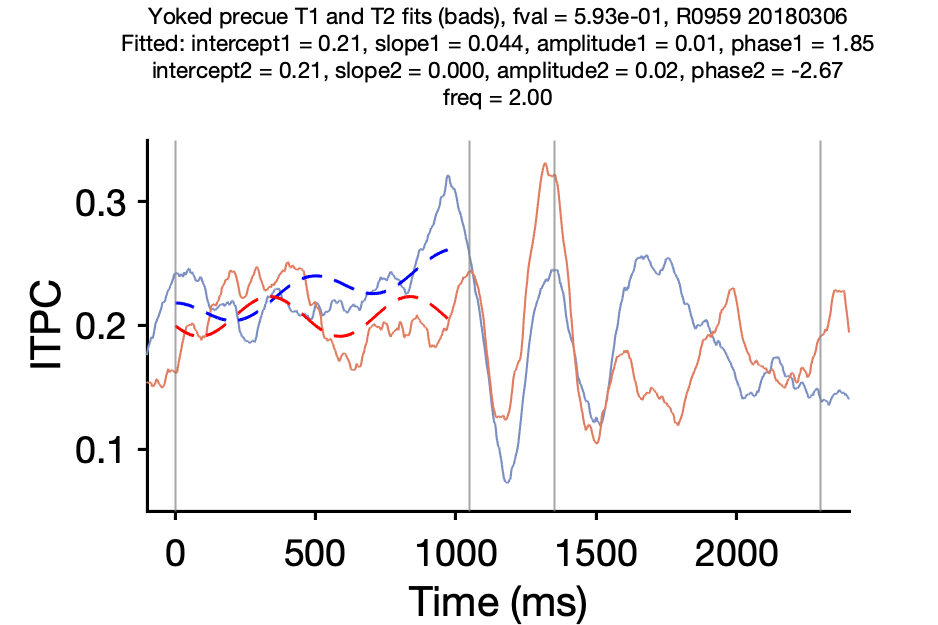 Yoked precue T1 and T2 fits (bads), fval = 5.93e-01, R0959 20180306
Fitted: intercept1 = 0.21, slope1 = 0.044, amplitude1 = 0.01, phase1 = 1.85
intercept2 = 0.21, slope2 = 0.000, amplitude2 = 0.02, phase2 = -2.67
freq = 2.00
0.3
0.2
0.1
ITPC
0 500 1000 1500 2000
Time (ms)